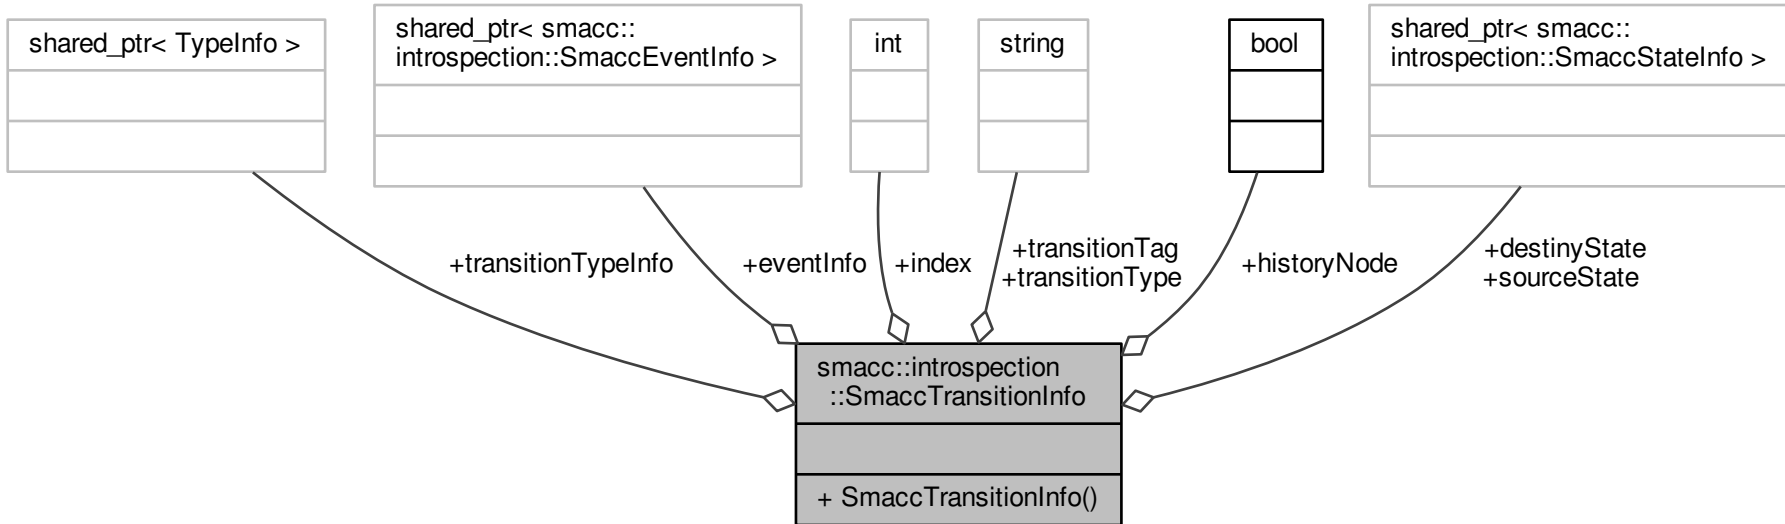 shared_ptr< TypeInfo >
shared_ptr< smacc::
introspection::SmaccEventInfo >
int
string
bool
shared_ptr< smacc::
introspection::SmaccStateInfo >
+transitionTypeInfo
+eventInfo
+index
+transitionTag
+transitionType
+historyNode
+destinyState
+sourceState
smacc::introspection
::SmaccTransitionInfo
+ SmaccTransitionInfo()